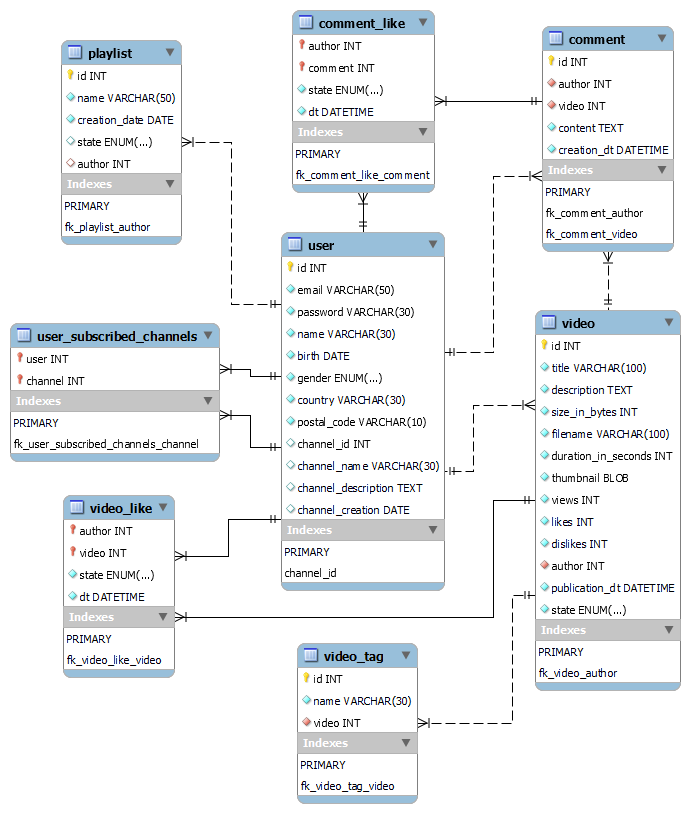 comment_like
author INT
comment INT
state ENUM(...)
dt DATETIME
Indexes
PRIMARY
fk_comment_like_comment
comment
id INT
author INT
video INT
content TEXT
creation_dt DATETIME
Indexes
PRIMARY
fk_comment_author
fk_comment_video
playlist
id INT
name VARCHAR(50)
creation_date DATE
state ENUM(...)
author INT
Indexes
PRIMARY
fk_playlist_author
user
id INT
email VARCHAR(50)
password VARCHAR(30)
name VARCHAR(30)
birth DATE
gender ENUM(...)
country VARCHAR(30)
postal_code VARCHAR(10)
channel_id INT
channel_name VARCHAR(30)
channel_description TEXT
channel_creation DATE
Indexes
PRIMARY
channel_id
user_subscribed_channels
user INT
channel INT
Indexes
PRIMARY
fk_user_subscribed_channels_channel
video
id INT
title VARCHAR(100)
description TEXT
size_in_bytes INT
filename VARCHAR(100)
duration_in_seconds INT
thumbnail BLOB
views INT
likes INT
dislikes INT
author INT
publication_dt DATETIME
state ENUM(...)
Indexes
PRIMARY
fk_video_author
video_like
author INT
video INT
state ENUM(...)
dt DATETIME
Indexes
PRIMARY
fk_video_like_video
video_tag
id INT
name VARCHAR(30)
video INT
Indexes
PRIMARY
fk_video_tag_video